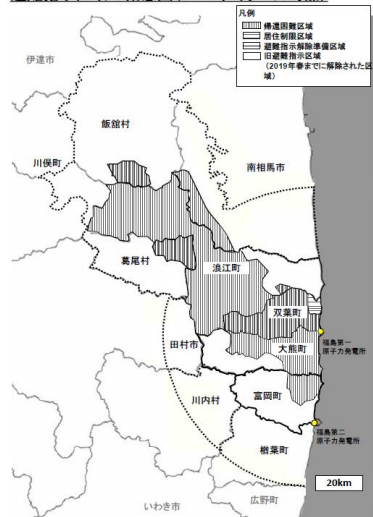 凡例
帰還困難区域
居住制限区域
避難指示解除準備区域
旧避難指示区域
（2019年春までに解除された区域）
伊達市
飯舘村
川俣町
南相馬市
葛尾村
浪江町
双葉町
田村市
大熊町
福島第一
原子力発電所
川内村
富岡町
福島第二
原子力発電所
楢葉町
20km
いわき市
広野町